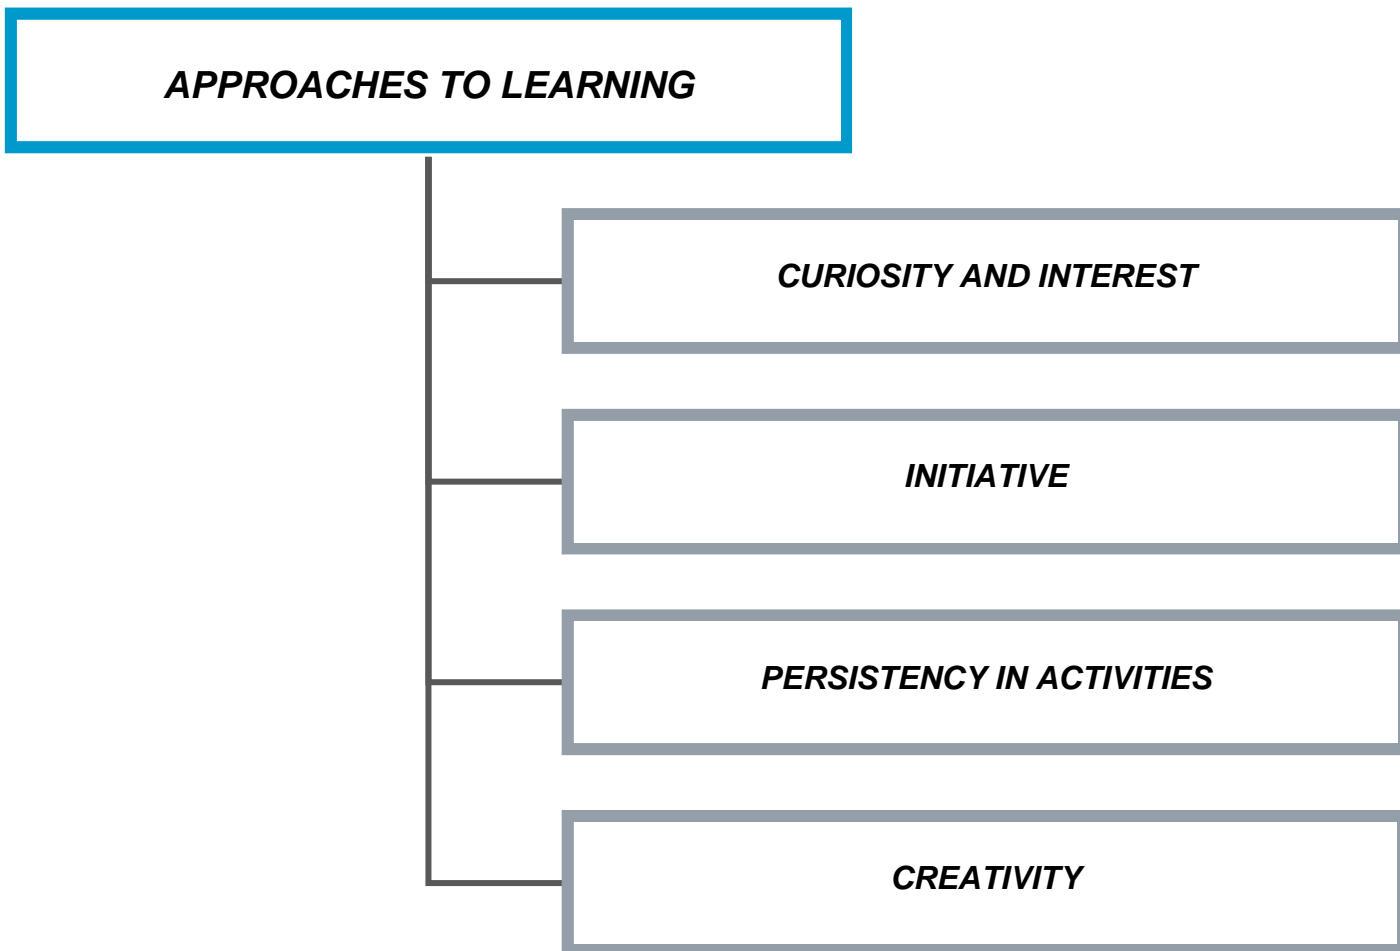 APPROACHES TO LEARNING
CURIOSITY AND INTEREST
INITIATIVE
PERSISTENCY IN ACTIVITIES
CREATIVITY